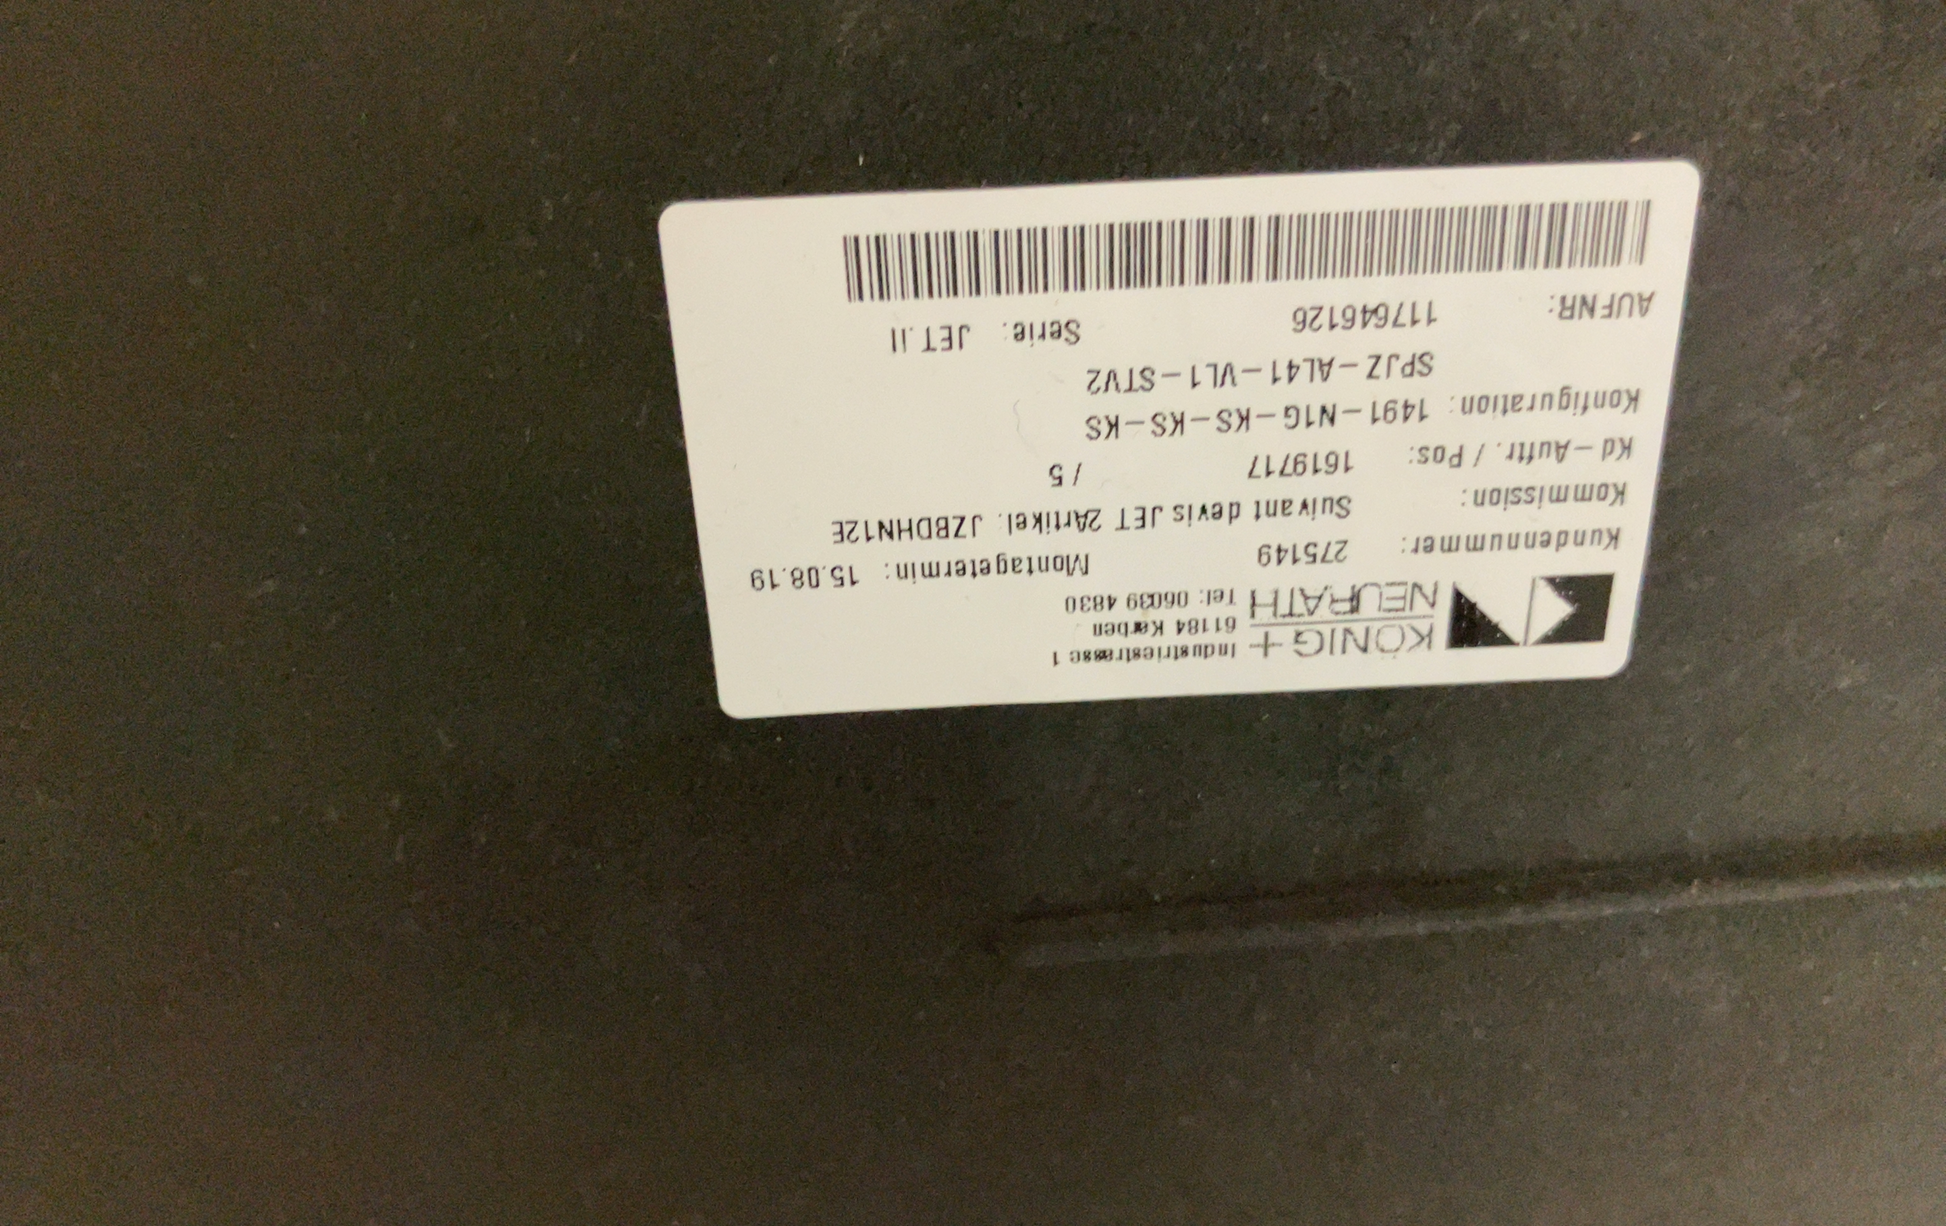 KÖNIG+ Industriestrasse 1
NEURATH 61184 Karben
Tel: 06039 4830
Kundennummer: 275149 Montagetermin: 15.08.19
Kommission: Suivant devis JET 2Artikel: JZBDHN12E
Kd-Auftr. / Pos: 1619717 / 5
Konfiguration: 1491-N1G-KS-KS-KS
SPJZ-AL41-VL1-STV2
AUFNR: 117646126 Serie: JET.II